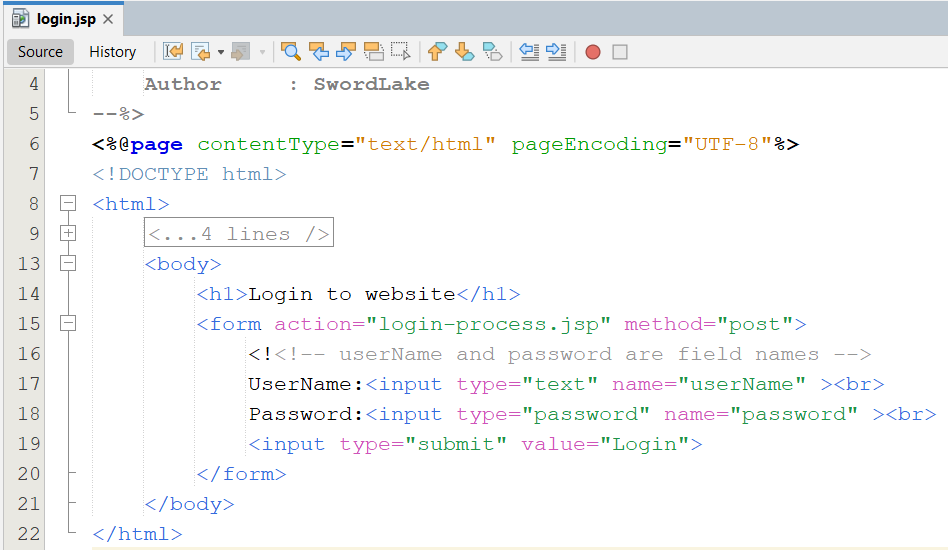 login.jsp
Source History
4 Author : SwordLake
5 --%>
6 <%@page contentType="text/html" pageEncoding="UTF-8"%>
7 <!DOCTYPE html>
8 <html>
9 <...4 lines />
13 <body>
14 <h1>Login to website</h1>
15 <form action="login-process.jsp" method="post">
16 <!<!-- userName and password are field names -->
17 UserName:<input type="text" name="userName" ><br>
18 Password:<input type="password" name="password" ><br>
19 <input type="submit" value="Login">
20 </form>
21 </body>
22 </html>